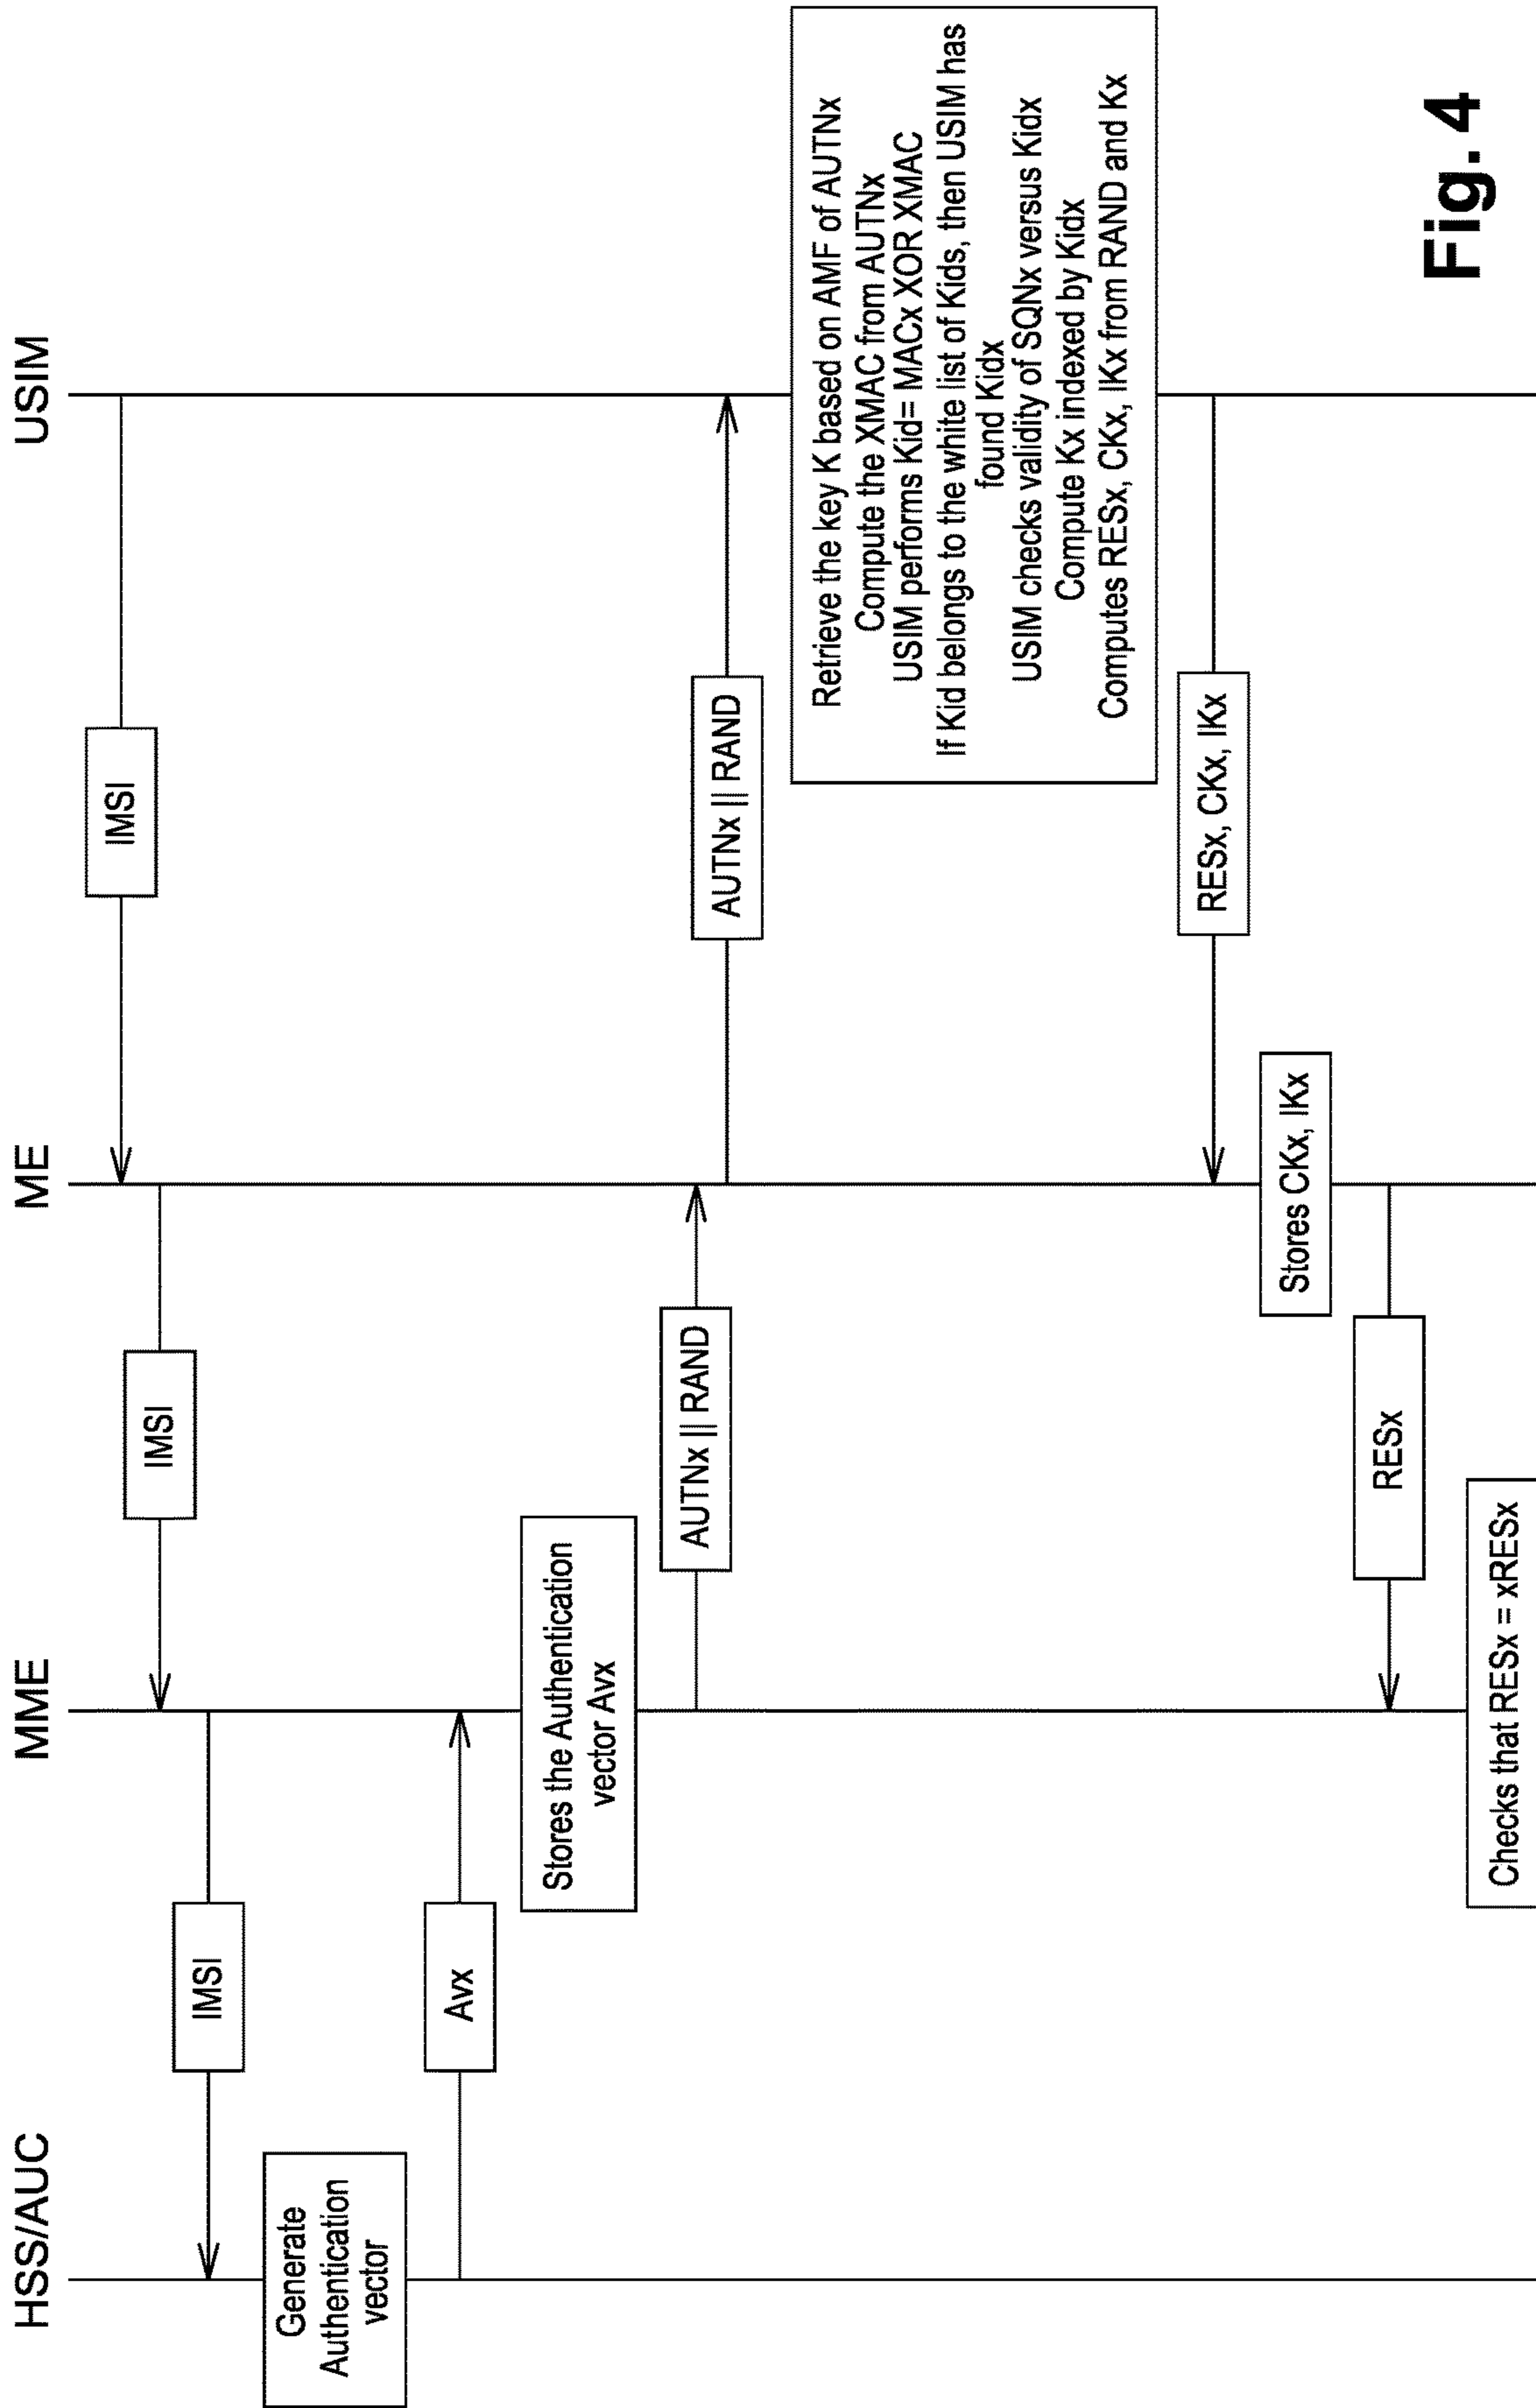 HSS/AUC
MME
ME
USIM
IMSI
IMSI
IMSI
Generate
Authentication
vector
Avx
Stores the Authentication
vector Avx
AUTNx || RAND
AUTNx || RAND
Retrieve the key K based on AMF of AUTNx
Compute the XMAC from AUTNx
USIM performs Kid= MACx XOR XMAC
If Kid belongs to the white list of Kids, then USIM has
found Kidx
USIM checks validity of SQNx versus Kidx
Compute Kx indexed by Kidx
Computes RESx, CKx, IKx from RAND and Kx
RESx, CKx, IKx
Stores CKx, IKx
RESx
Checks that RESx = xRESx
Fig. 4